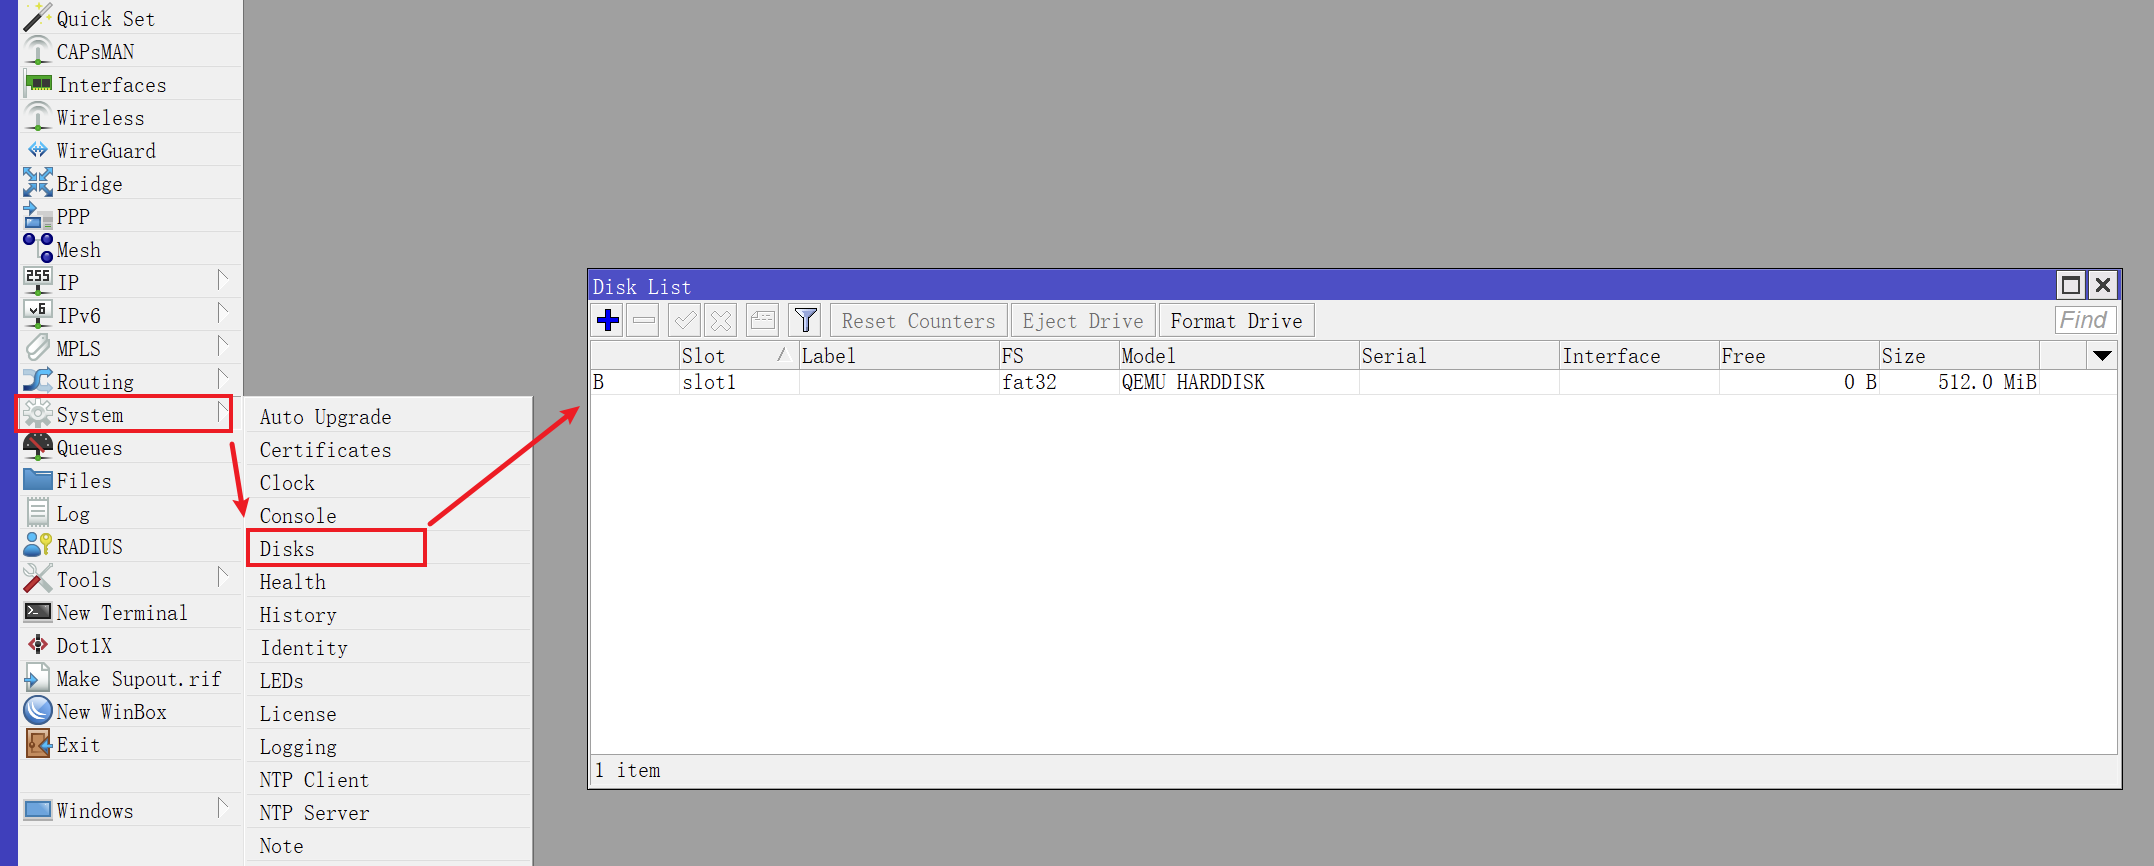 Quick Set
CAPsMAN
Interfaces
Wireless
WireGuard
Bridge
PPP
Mesh
255 IP
v6 IPv6
MPLS
Routing
System
Queues
Files
Log
RADIUS
Tools
New Terminal
Dot1X
Make Supout.rif
New WinBox
Exit
Windows
Auto Upgrade
Certificates
Clock
Console
Disks
Health
History
Identity
LEDs
License
Logging
NTP Client
NTP Server
Note
Disk List
Reset Counters Eject Drive Format Drive Find
Slot Label FS Model Serial Interface Free Size
B slot1 fat32 QEMU HARDDISK 0 B 512.0 MiB
1 item